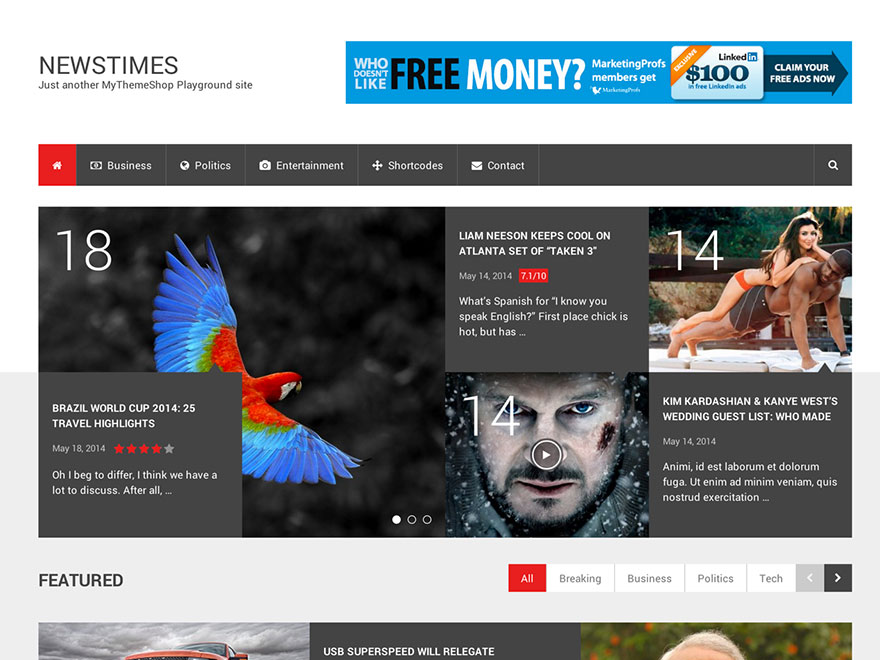 NEWSTIMES
Just another MyThemeShop Playground site
WHO
DOESN'T
LIKE
FREE MONEY?
MarketingProfs
members get
MarketingProfs
EXCLUSIVE
LinkedIn
$100
in free LinkedIn ads
CLAIM YOUR
FREE ADS NOW
Business
Politics
Entertainment
Shortcodes
Contact
18
BRAZIL WORLD CUP 2014: 25
TRAVEL HIGHLIGHTS
May 18, 2014
Oh I beg to differ, I think we have a
lot to discuss. After all, ...
LIAM NEESON KEEPS COOL ON
ATLANTA SET OF “TAKEN 3”
May 14, 2014 7.1/10
What's Spanish for “I know you
speak English?” First place chick is
hot, but has ...
14
14
KIM KARDASHIAN & KANYE WEST'S
WEDDING GUEST LIST: WHO MADE
May 14, 2014
Animi, id est laborum et dolorum
fuga. Ut enim ad minim veniam, quis
nostrud exercitation ...
FEATURED
All
Breaking
Business
Politics
Tech
USB SUPERSPEED WILL RELEGATE